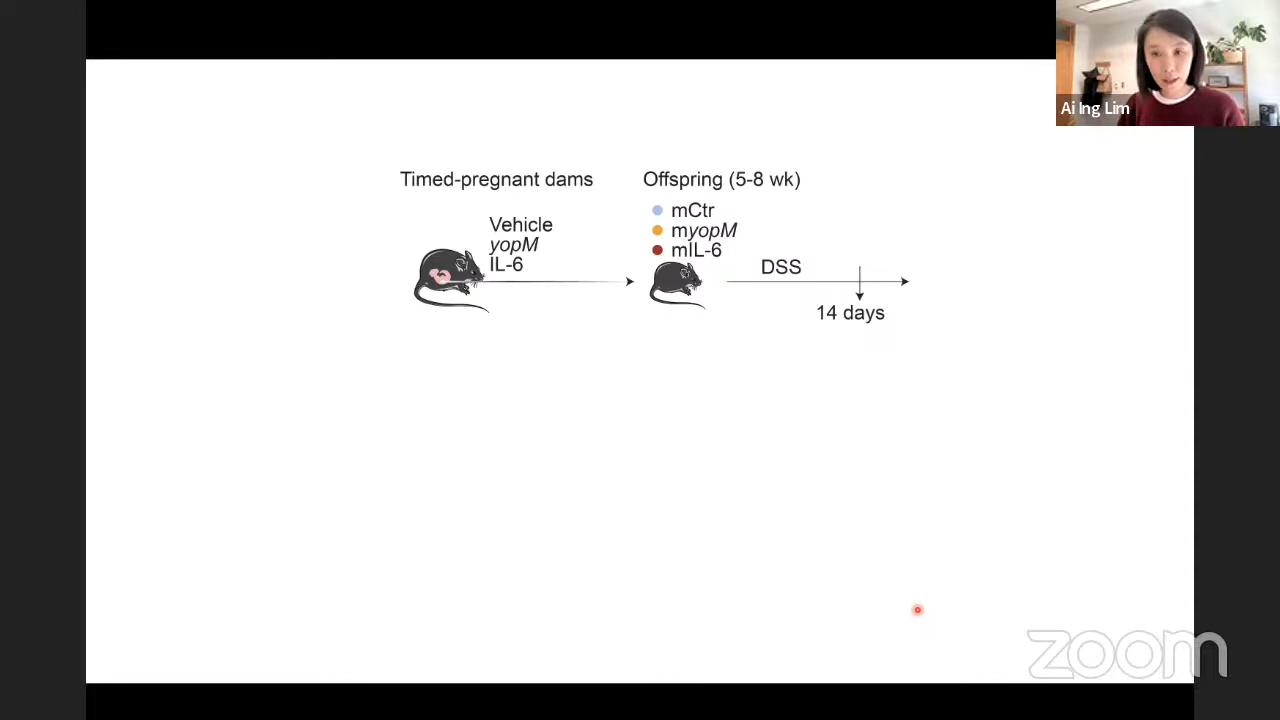 Ai Ing Lim
Timed-pregnant dams
Offspring (5-8 wk)
Vehicle
yopM
IL-6
mCtr
myopM
mIL-6
DSS
14 days
zoom